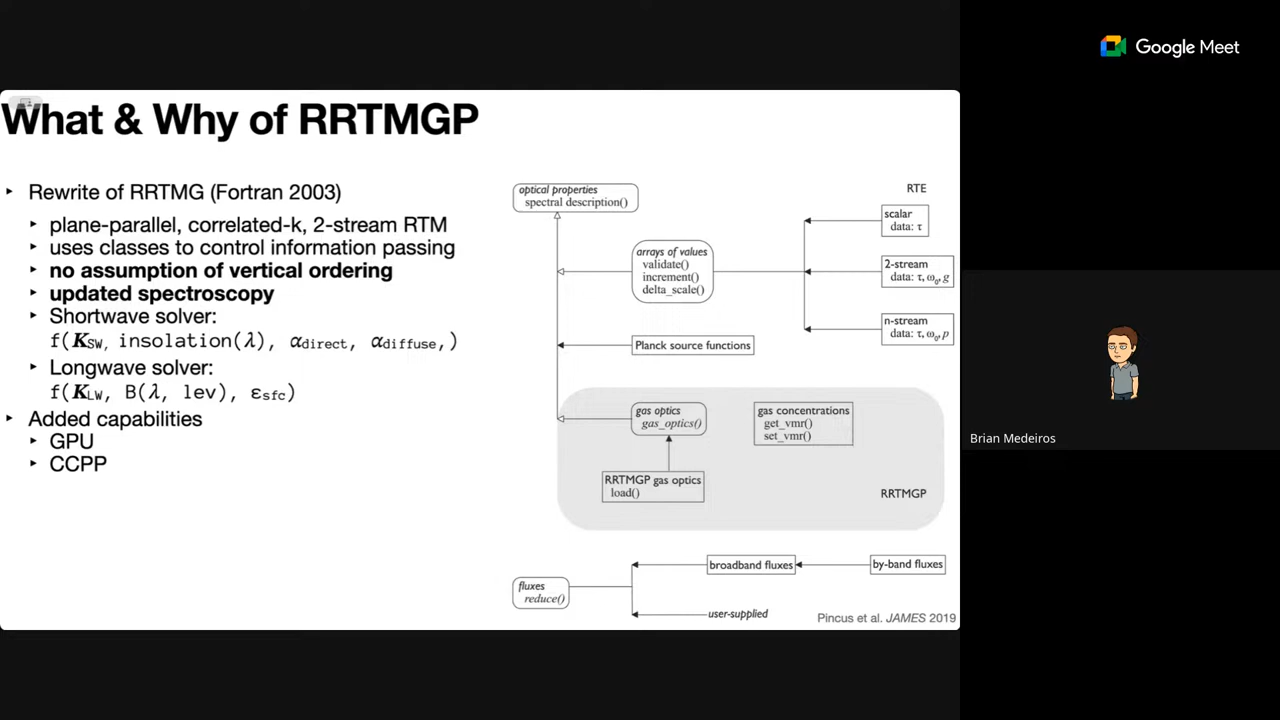 Google Meet
What & Why of RRTMGP
‣ Rewrite of RRTMG (Fortran 2003)
‣ plane-parallel, correlated-k, 2-stream RTM
‣ uses classes to control information passing
‣ no assumption of vertical ordering
‣ updated spectroscopy
‣ Shortwave solver:
f(KSW, insolation(λ), αdirect, αdiffuse,)
‣ Longwave solver:
f(KLW, B(λ, lev), εsfc)
‣ Added capabilities
‣ GPU
‣ CCPP
optical properties
spectral description()
RTE
scalar
data: τ
arrays of values
validate()
increment()
delta_scale()
2-stream
data: τ, ω0, g
n-stream
data: τ, ω0, p
Planck source functions
gas optics
gas_optics()
gas concentrations
get_vmr()
set_vmr()
RRTMGP gas optics
load()
RRTMGP
broadband fluxes
by-band fluxes
fluxes
reduce()
user-supplied
Pincus et al. JAMES 2019
Brian Medeiros